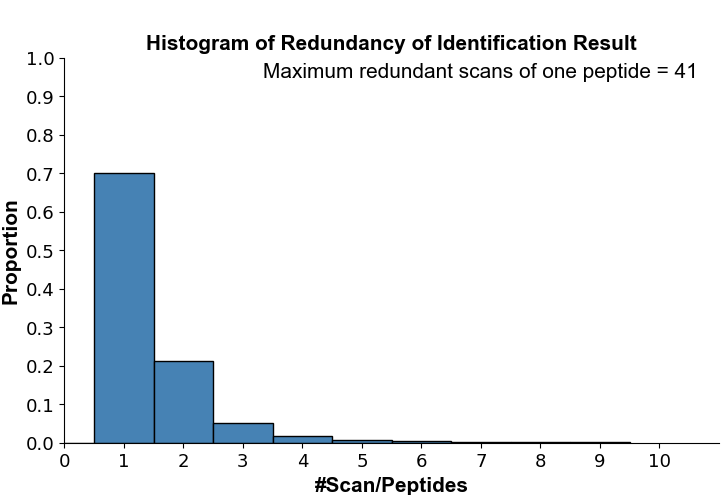 Histogram of Redundancy of Identification Result
Maximum redundant scans of one peptide = 41
1.0
0.9
0.8
0.7
0.6
0.5
0.4
0.3
0.2
0.1
0.0
Proportion
0 1 2 3 4 5 6 7 8 9 10
#Scan/Peptides